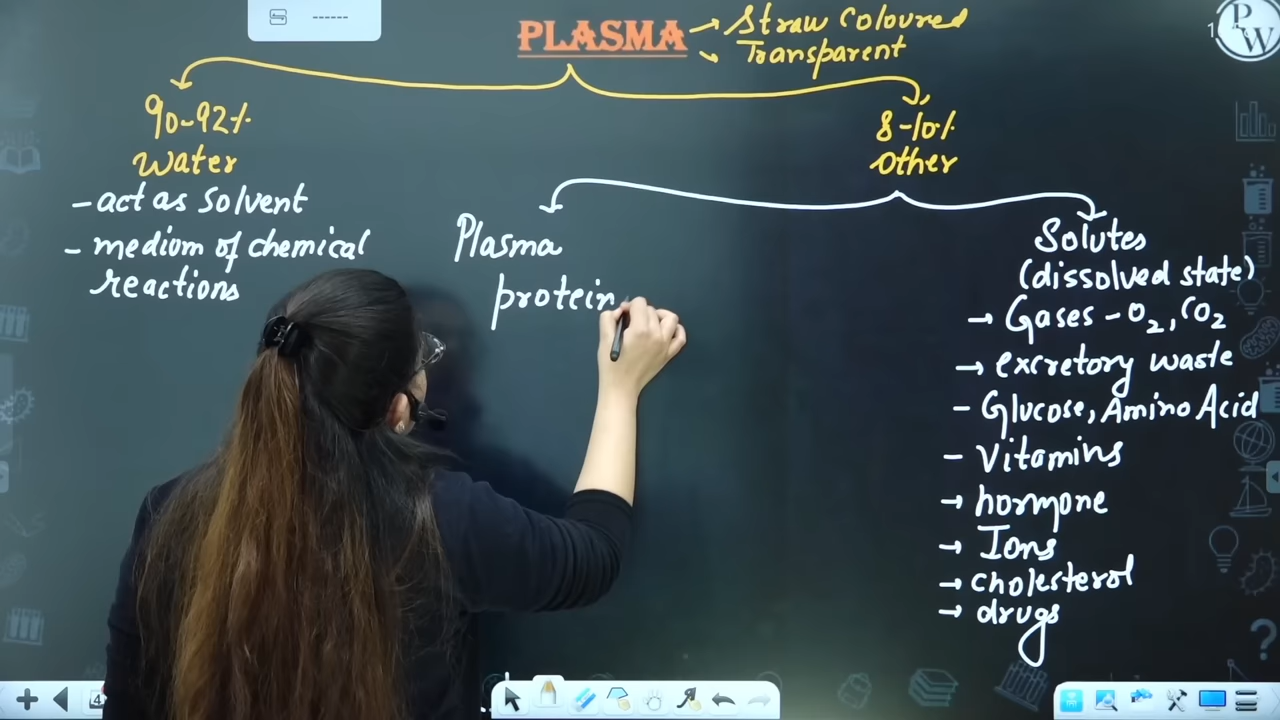 PLASMA → Straw Coloured
→ Transparent
90-92%
Water
- act as solvent
- medium of chemical
reactions
8-10%
Other
Plasma
protein
Solutes
(dissolved state)
→ Gases - O₂, CO₂
→ excretory waste
- Glucose, Amino Acid
- Vitamins
→ hormone
→ Ions
→ cholesterol
→ drugs
PW